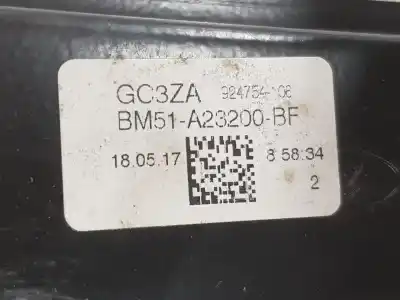 GC3ZA 924754-106
BM51-A23200-BF
18.05.17 8 58.34
2